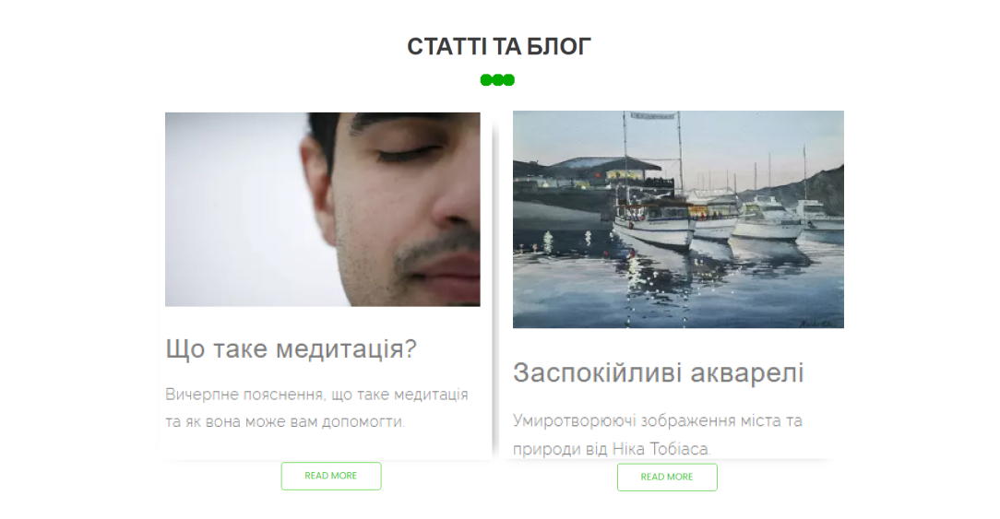 СТАТТІ ТА БЛОГ
Що таке медитація?
Вичерпне пояснення, що таке медитація
та як вона може вам допомогти.
READ MORE
Заспокійливі акварелі
Умиротворюючі зображення міста та
природи від Ніка Тобіаса.
READ MORE